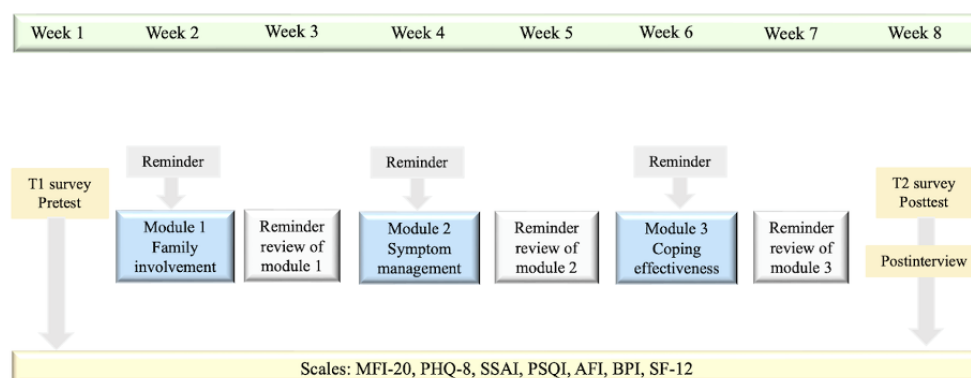 Week 1 Week 2 Week 3 Week 4 Week 5 Week 6 Week 7 Week 8
Reminder Reminder Reminder
T1 survey
Pretest
Module 1
Family
involvement
Reminder
review of
module 1
Module 2
Symptom
management
Reminder
review of
module 2
Module 3
Coping
effectiveness
Reminder
review of
module 3
T2 survey
Posttest
Postinterview
Scales: MFI-20, PHQ-8, SSAI, PSQI, AFI, BPI, SF-12